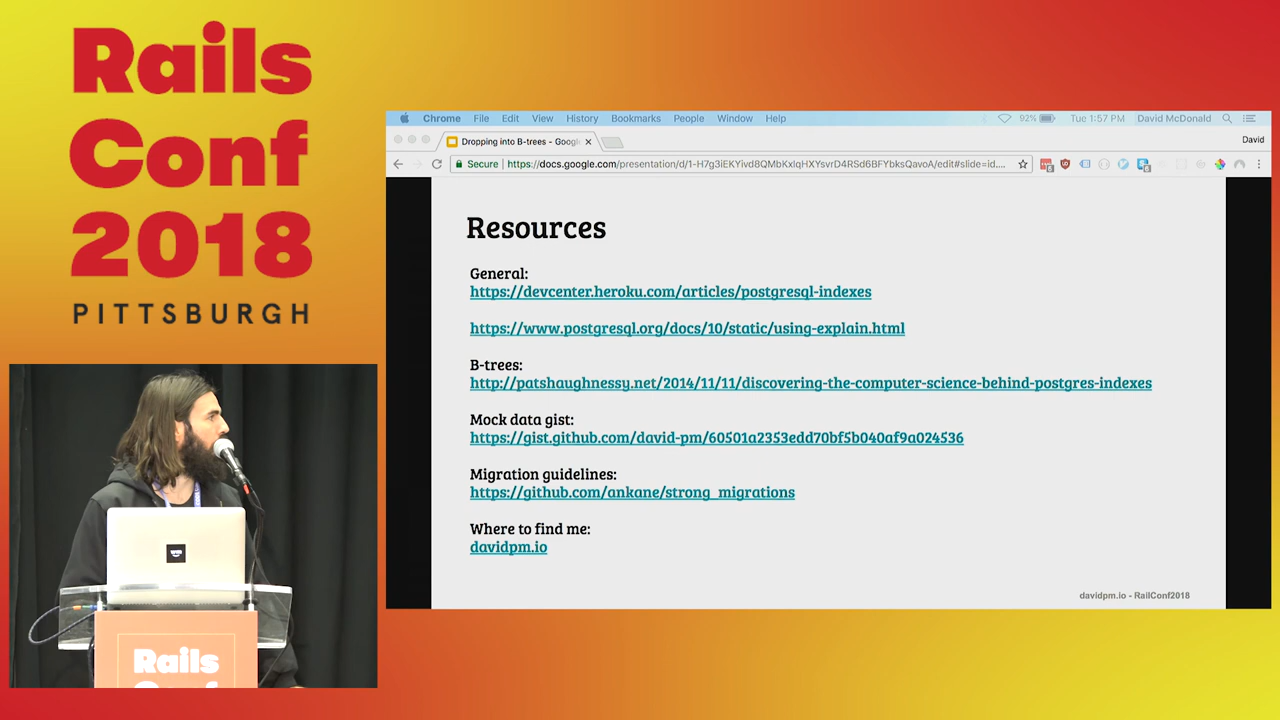 Rails
Conf
2018
PITTSBURGH
Chrome File Edit View History Bookmarks People Window Help 92% Tue 1:57 PM David McDonald
Dropping into B-trees - Goog
David
Secure | https://docs.google.com/presentation/d/1-H7g3iEKYivd8QMbKxlqHXYsvrD4RSd6BFYbksQavoA/edit#slide=id....
Resources
General:
https://devcenter.heroku.com/articles/postgresql-indexes
https://www.postgresql.org/docs/10/static/using-explain.html
B-trees:
http://patshaughnessy.net/2014/11/11/discovering-the-computer-science-behind-postgres-indexes
Mock data gist:
https://gist.github.com/david-pm/60501a2353edd70bf5b040af9a024536
Migration guidelines:
https://github.com/ankane/strong_migrations
Where to find me:
davidpm.io
davidpm.io - RailConf2018
Rails
Conf